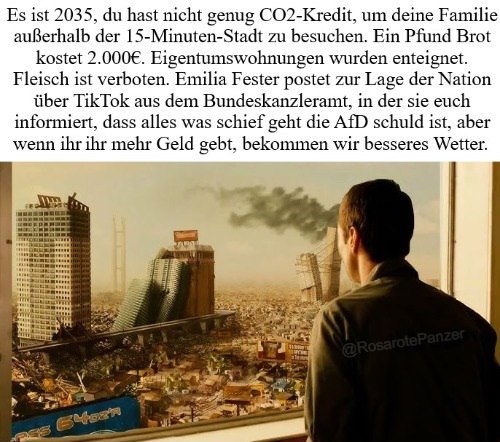 Es ist 2035, du hast nicht genug CO2-Kredit, um deine Familie
außerhalb der 15-Minuten-Stadt zu besuchen. Ein Pfund Brot
kostet 2.000€. Eigentumswohnungen wurden enteignet.
Fleisch ist verboten. Emilia Fester postet zur Lage der Nation
über TikTok aus dem Bundeskanzleramt, in der sie euch
informiert, dass alles was schief geht die AfD schuld ist, aber
wenn ihr ihr mehr Geld gebt, bekommen wir besseres Wetter.
@RosarotePanzer